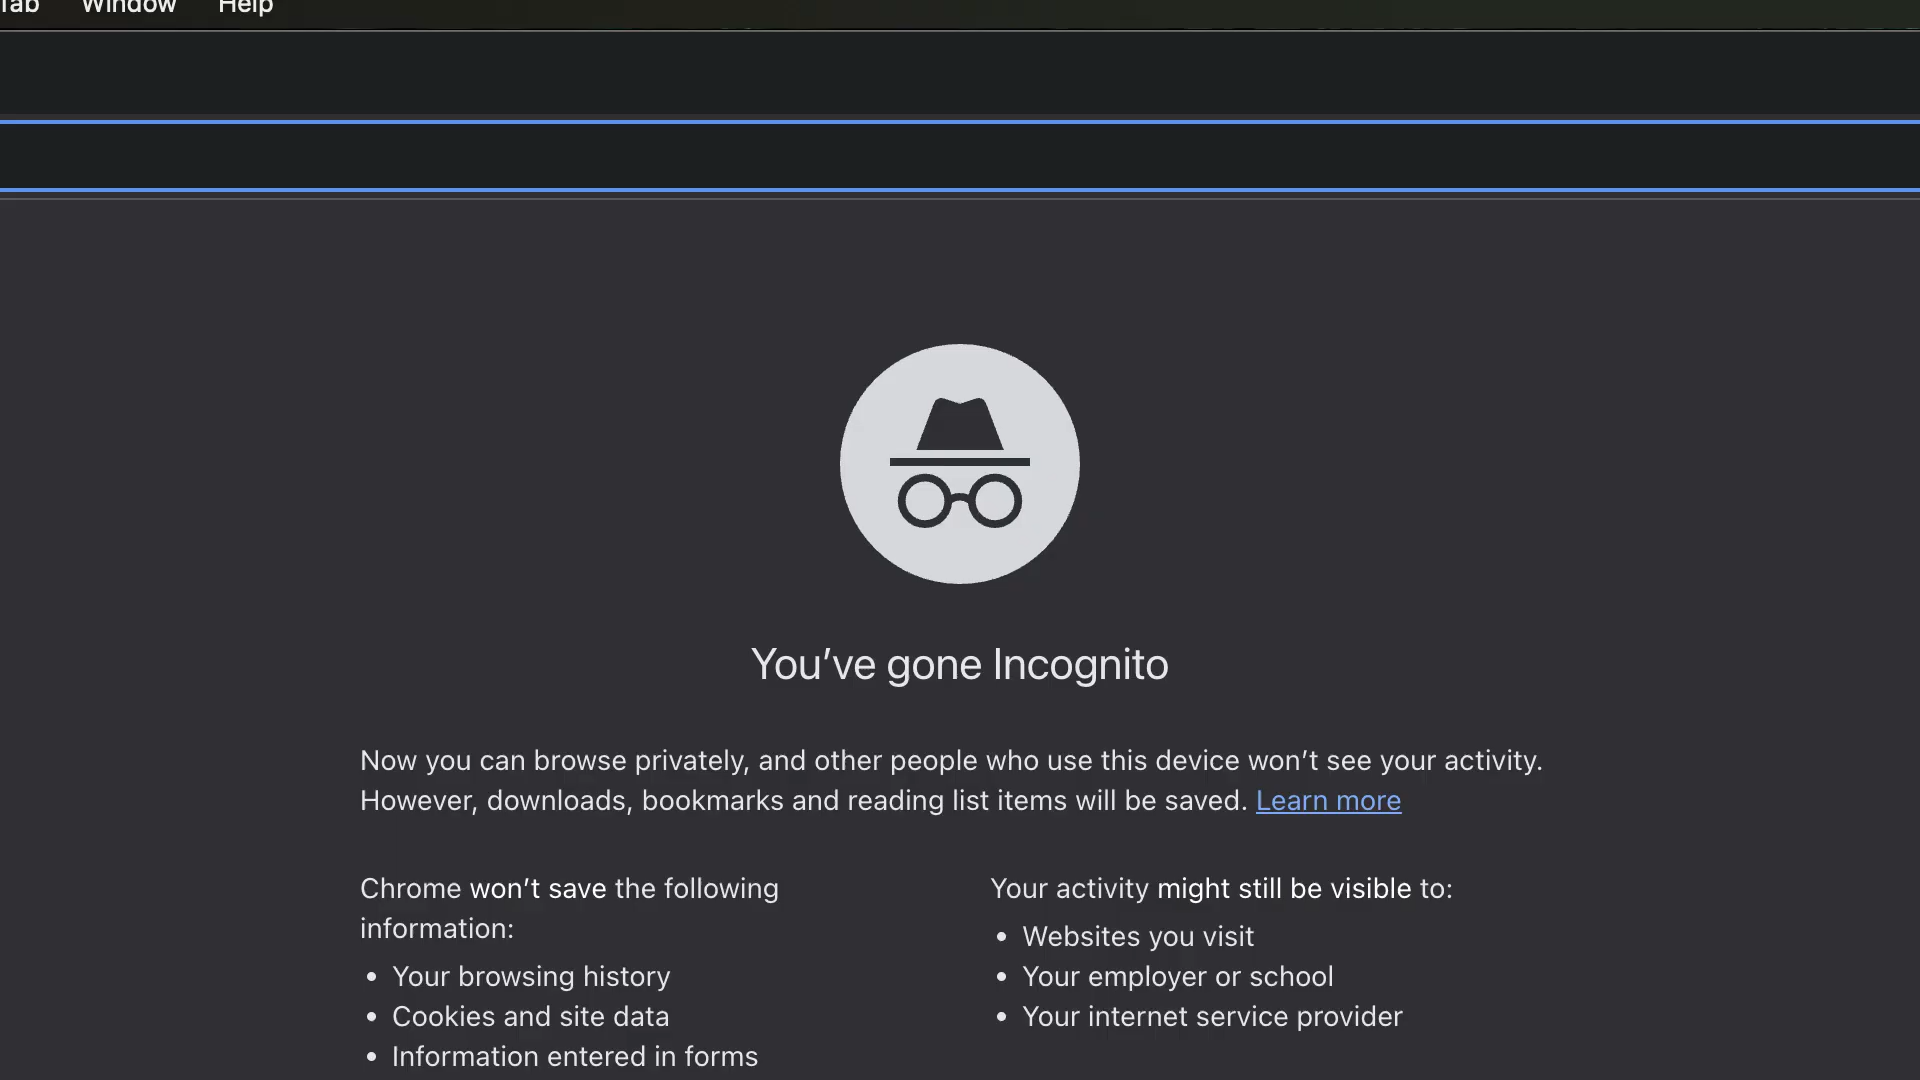 Tab Window Help
You’ve gone Incognito
Now you can browse privately, and other people who use this device won’t see your activity.
However, downloads, bookmarks and reading list items will be saved. Learn more
Chrome won’t save the following
information:
• Your browsing history
• Cookies and site data
• Information entered in forms
Your activity might still be visible to:
• Websites you visit
• Your employer or school
• Your internet service provider